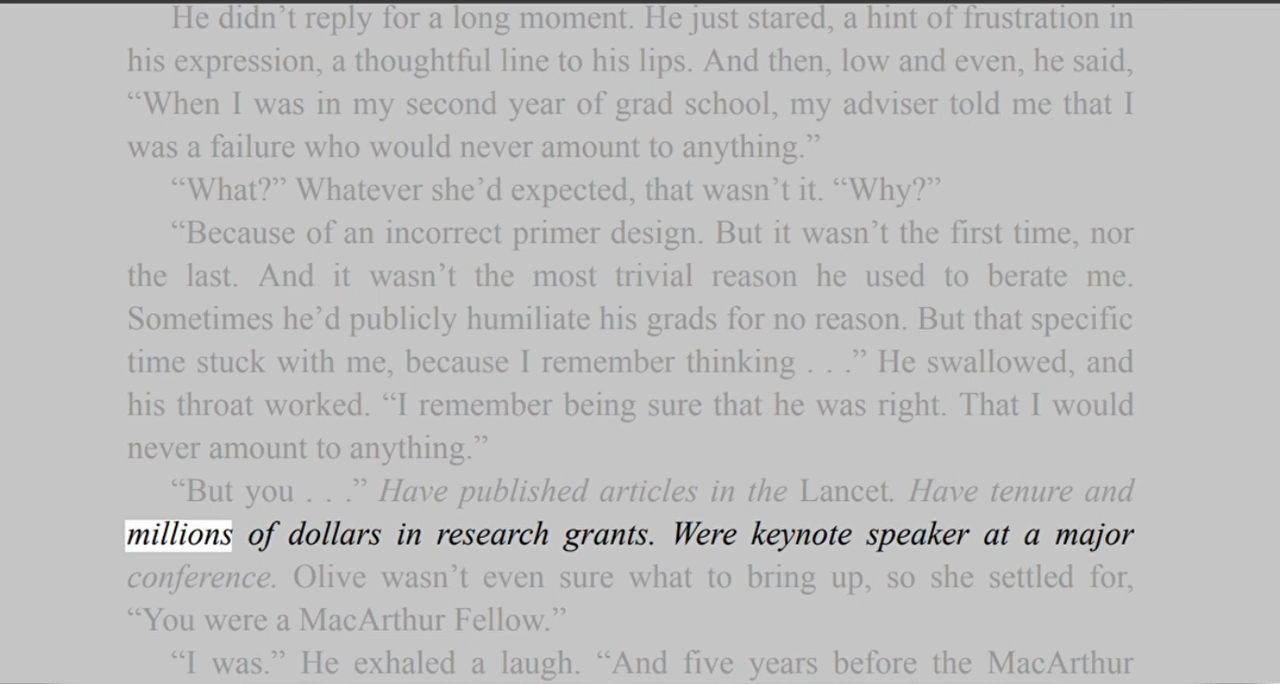 He didn’t reply for a long moment. He just stared, a hint of frustration in
his expression, a thoughtful line to his lips. And then, low and even, he said,
“When I was in my second year of grad school, my adviser told me that I
was a failure who would never amount to anything.”
“What?” Whatever she’d expected, that wasn’t it. “Why?”
“Because of an incorrect primer design. But it wasn’t the first time, nor
the last. And it wasn’t the most trivial reason he used to berate me.
Sometimes he’d publicly humiliate his grads for no reason. But that specific
time stuck with me, because I remember thinking . . .” He swallowed, and
his throat worked. “I remember being sure that he was right. That I would
never amount to anything.”
“But you . . .” Have published articles in the Lancet. Have tenure and
millions of dollars in research grants. Were keynote speaker at a major
conference. Olive wasn’t even sure what to bring up, so she settled for,
“You were a MacArthur Fellow.”
“I was.” He exhaled a laugh. “And five years before the MacArthur